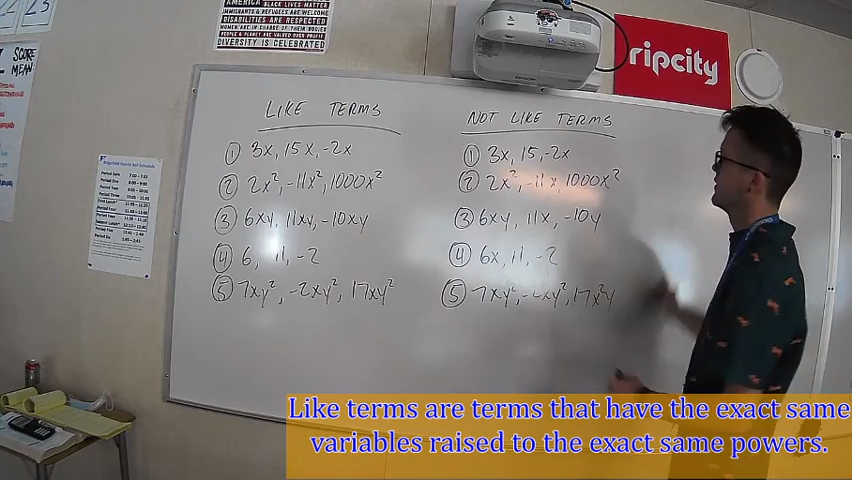 22 23
SCORE
MEAN
AMERICA
BLACK LIVES MATTER
IMMIGRANTS & REFUGEES ARE WELCOME
DISABILITIES ARE RESPECTED
WOMEN ARE IN CHARGE OF THEIR BODIES
PEOPLE & PLANET ARE VALUED OVER PROFIT
DIVERSITY IS CELEBRATED
ripcity
LIKE TERMS
① 3x, 15x, -2x
② 2x², -11x², 1000x²
③ 6xy, 11xy, -10xy
④ 6, 11, -2
⑤ 7xy², -2xy², 17xy²
NOT LIKE TERMS
① 3x, 15, -2x
② 2x², -11x, 1000x²
③ 6xy, 11x, -10y
④ 6x, 11, -2
⑤ 7xy², -2xy², 17x²y
Like terms are terms that have the exact same
variables raised to the exact same powers.